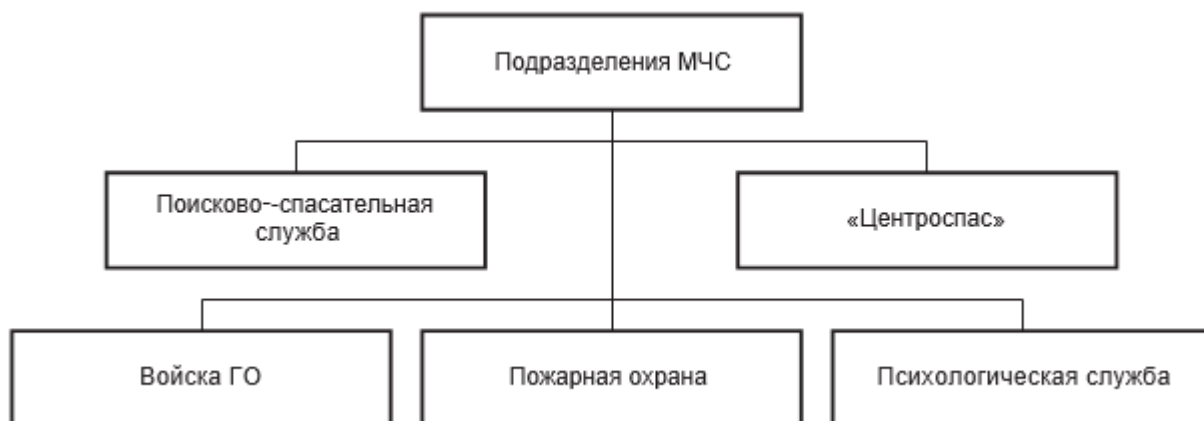 Подразделения МЧС
Поисково--спасательная
служба
«Центроспас»
Войска ГО
Пожарная охрана
Психологическая служба